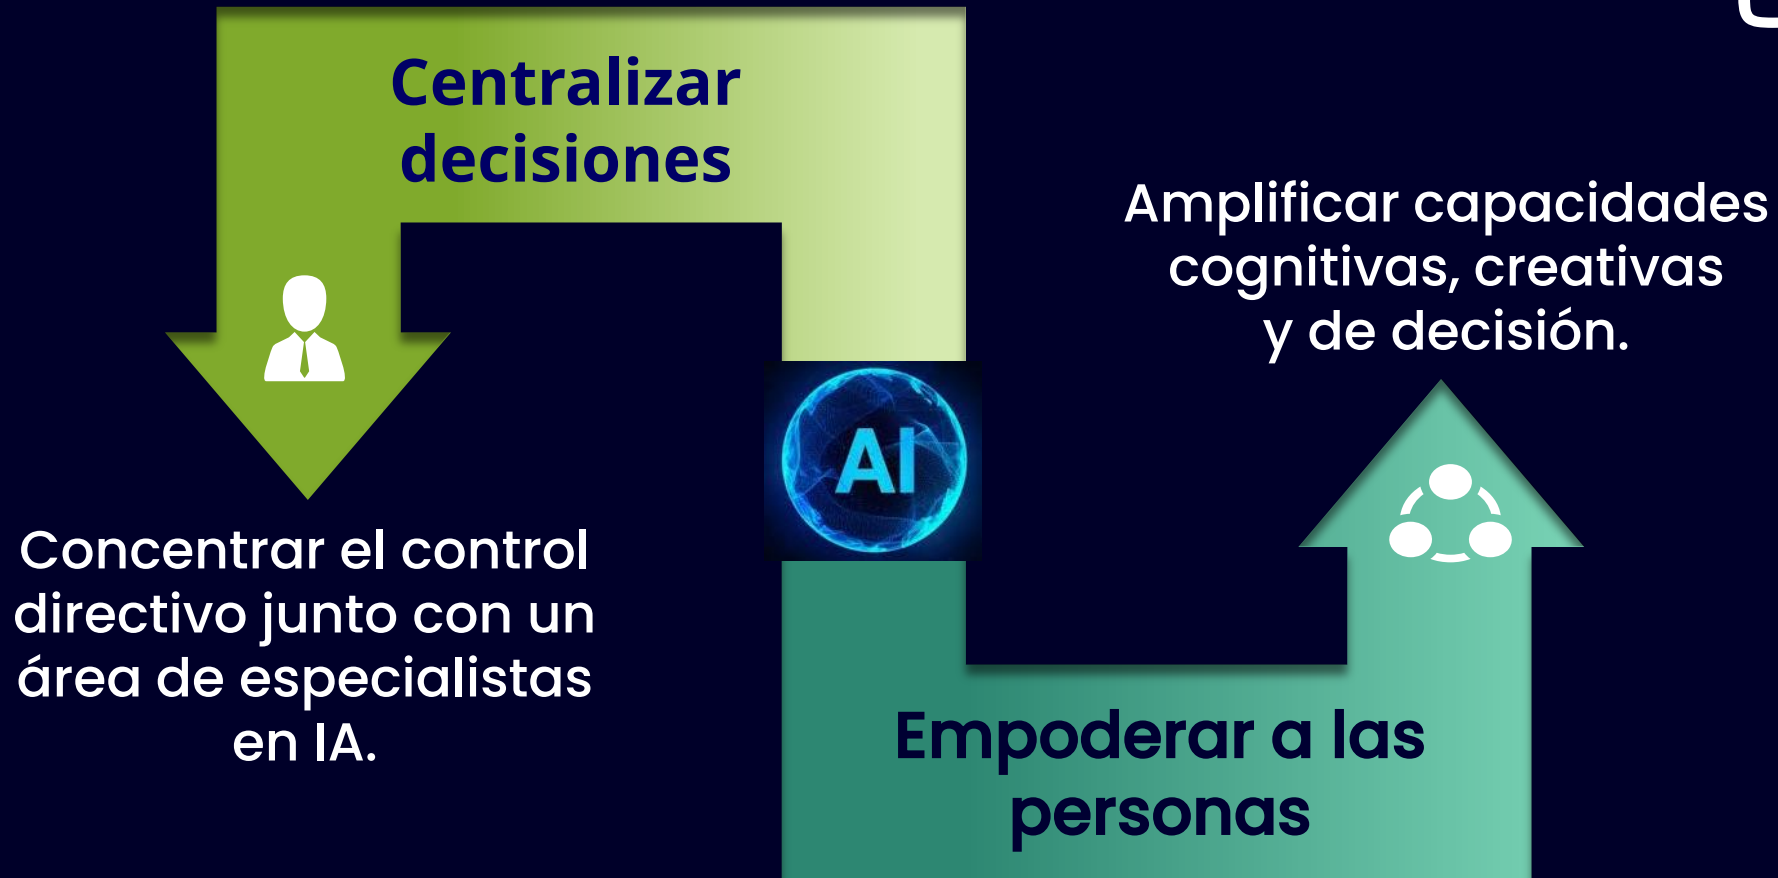 Centralizar
decisiones
Concentrar el control
directivo junto con un
área de especialistas
en IA.
AI
Amplificar capacidades
cognitivas, creativas
y de decisión.
Empoderar a las
personas